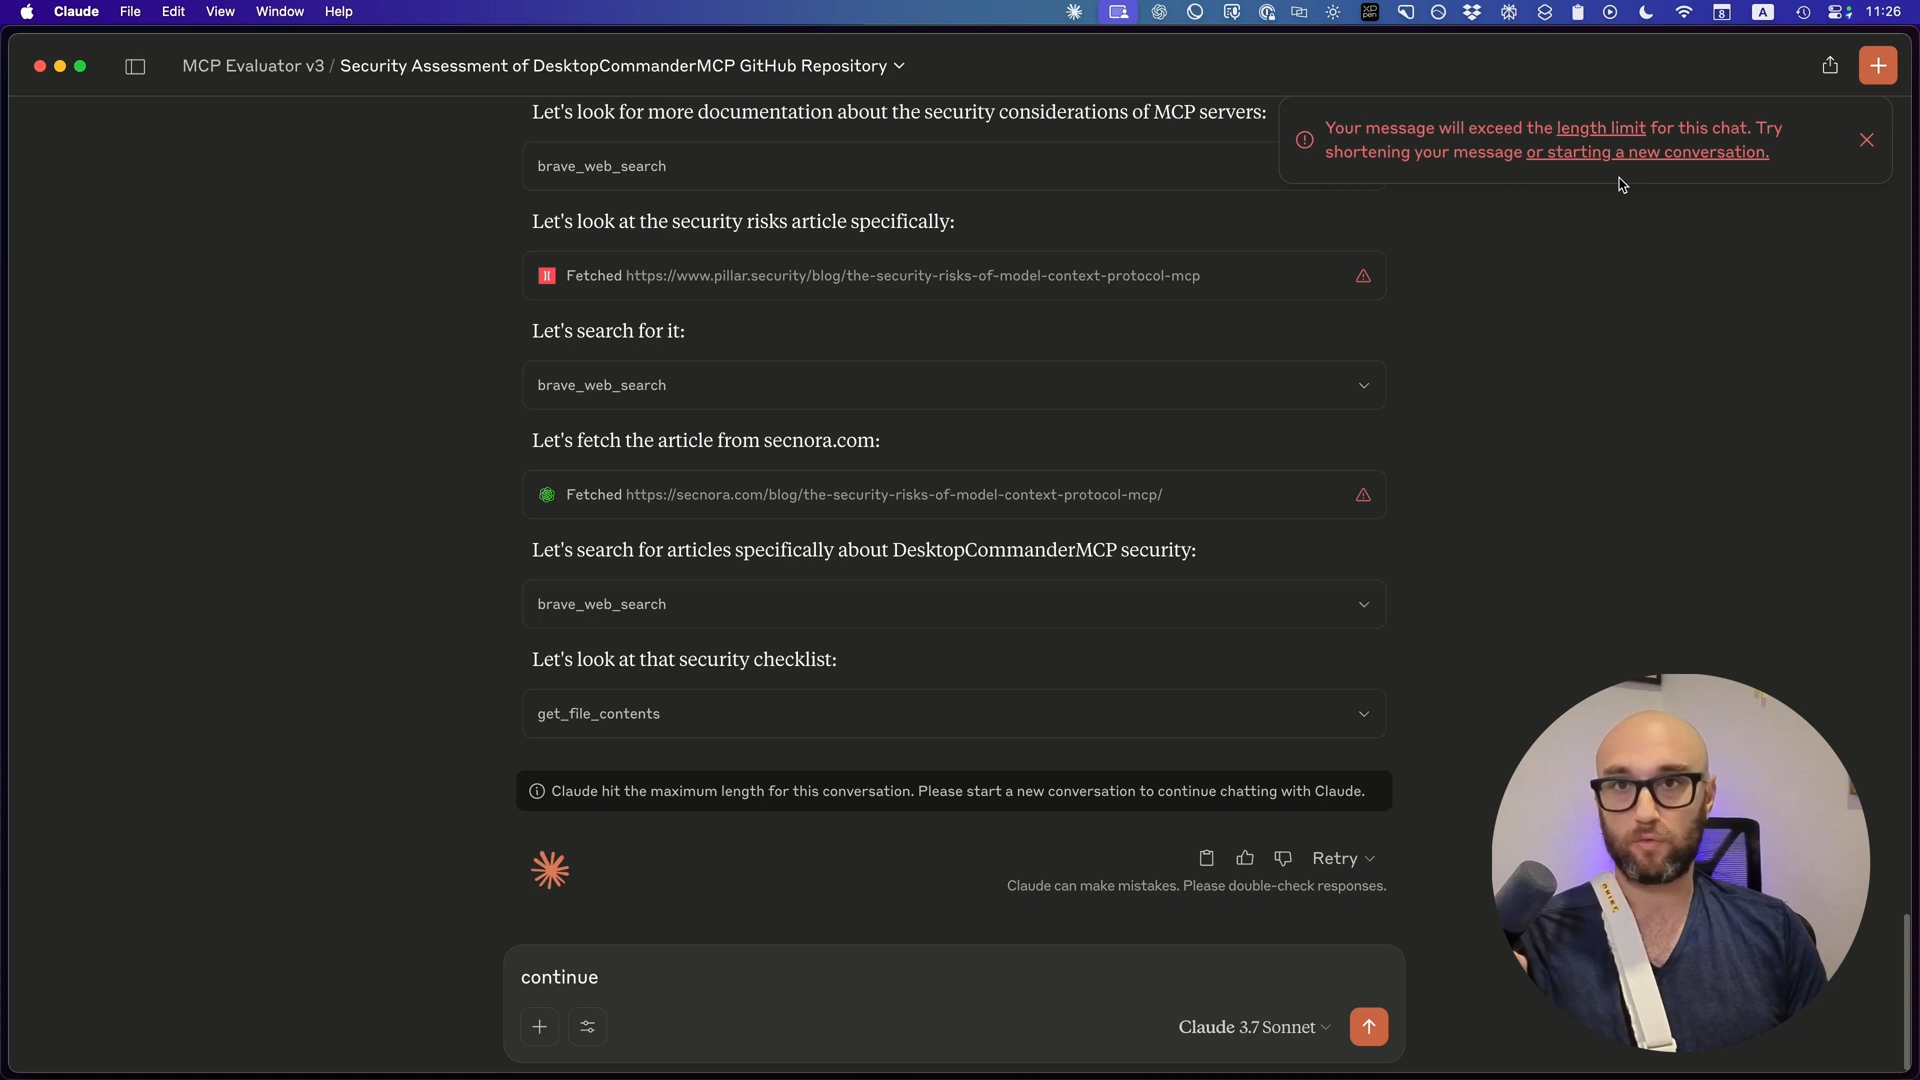 Claude File Edit View Window Help
XP pen
8
A
11:26
MCP Evaluator v3 / Security Assessment of DesktopCommanderMCP GitHub Repository
Let's look for more documentation about the security considerations of MCP servers:
Your message will exceed the length limit for this chat. Try
shortening your message or starting a new conversation.
brave_web_search
Let's look at the security risks article specifically:
Fetched https://www.pillar.security/blog/the-security-risks-of-model-context-protocol-mcp
Let's search for it:
brave_web_search
Let's fetch the article from secnora.com:
Fetched https://secnora.com/blog/the-security-risks-of-model-context-protocol-mcp/
Let's search for articles specifically about DesktopCommanderMCP security:
brave_web_search
Let's look at that security checklist:
get_file_contents
Claude hit the maximum length for this conversation. Please start a new conversation to continue chatting with Claude.
Retry
Claude can make mistakes. Please double-check responses.
continue
Claude 3.7 Sonnet